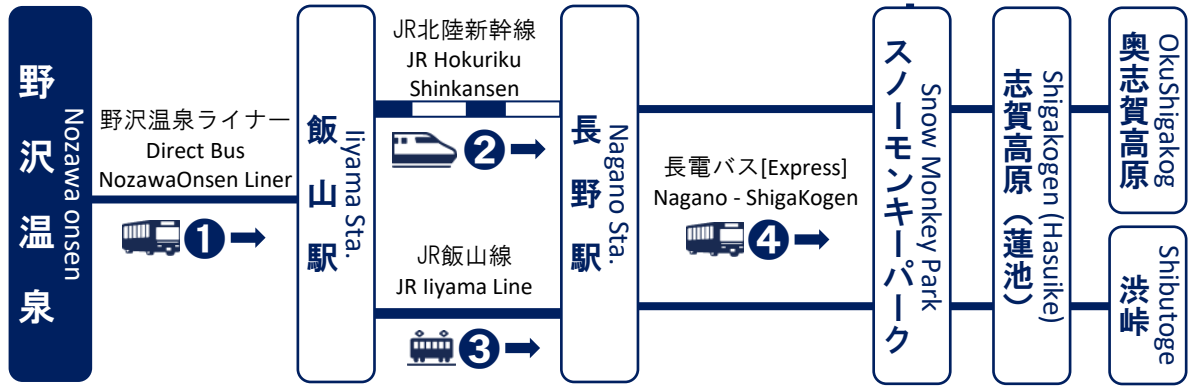 野沢温泉
Nozawa onsen
野沢温泉ライナー
Direct Bus
NozawaOnsen Liner
❶
飯山駅
Iiyama Sta.
JR北陸新幹線
JR Hokuriku
Shinkansen
❷
JR飯山線
JR Iiyama Line
❸
長野駅
Nagano Sta.
長電バス[Express]
Nagano - ShigaKogen
❹
スノーモンキーパーク
Snow Monkey Park
志賀高原（蓮池）
Shigakogen (Hasuike)
奥志賀高原
OkuShigakog
渋峠
Shibutoge